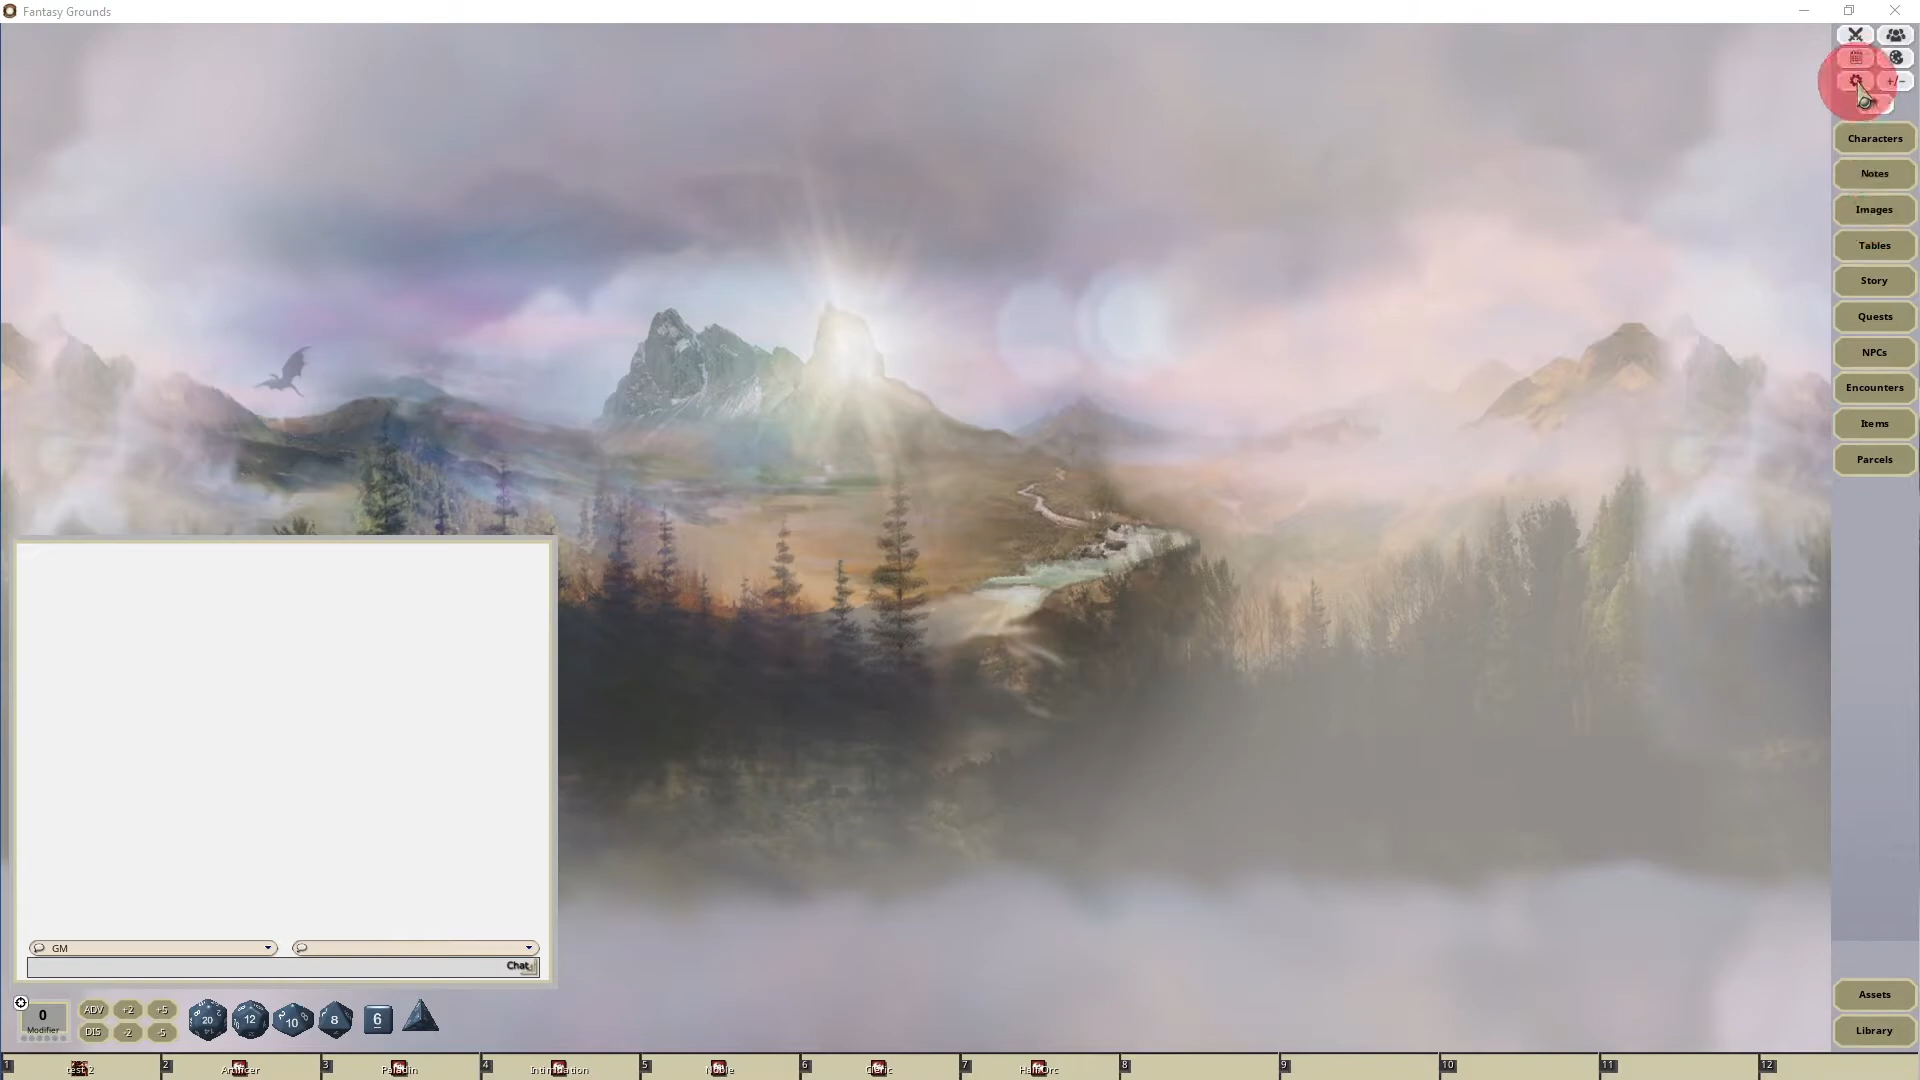 Fantasy Grounds
+/-
Characters
Notes
Images
Tables
Story
Quests
NPCs
Encounters
Items
Parcels
GM
Chat
0
Modifier
ADV +2 +5
DIS -2 -5
20 12 10 8 6
Assets
Library
1 test 2
2 Artificer
3 Paladin
4 Intimidation
5 Noble
6 Cleric
7 Half Orc
8
9
10
11
12